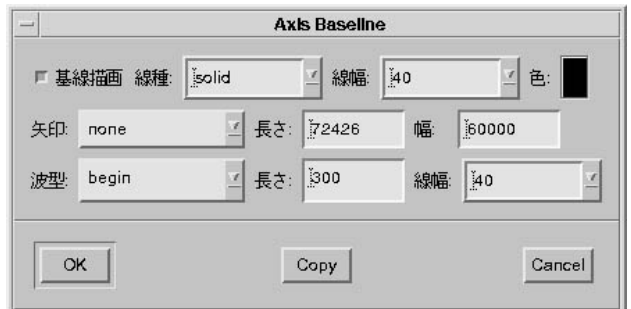 Axis Baseline
基線描画 線種: solid 線幅: 40 色:
矢印: none 長さ: 72426 幅: 60000
波型: begin 長さ: 300 線幅: 40
OK Copy Cancel